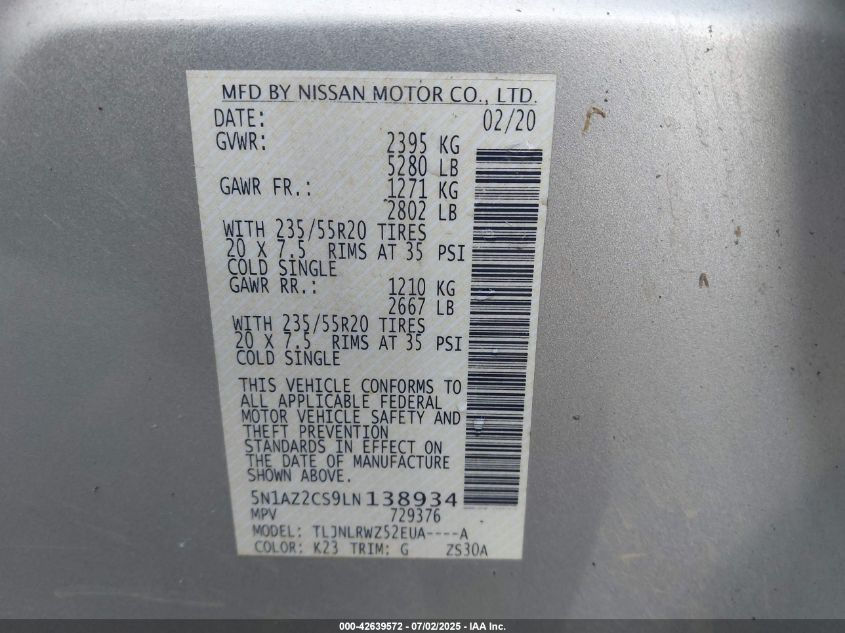 MFD BY NISSAN MOTOR CO., LTD.
DATE: 02/20
GVWR: 2395 KG
5280 LB
GAWR FR.: 1271 KG
2802 LB
WITH 235/55R20 TIRES
20 X 7.5 RIMS AT 35 PSI
COLD SINGLE
GAWR RR.: 1210 KG
2667 LB
WITH 235/55R20 TIRES
20 X 7.5 RIMS AT 35 PSI
COLD SINGLE
THIS VEHICLE CONFORMS TO
ALL APPLICABLE FEDERAL
MOTOR VEHICLE SAFETY AND
THEFT PREVENTION
STANDARDS IN EFFECT ON
THE DATE OF MANUFACTURE
SHOWN ABOVE.
5N1AZ2CS9LN138934
MPV 729376
MODEL: TLJNLRWZ52EUA----A
COLOR: K23 TRIM: G ZS30A
000-42639572 - 07/02/2025 - IAA Inc.